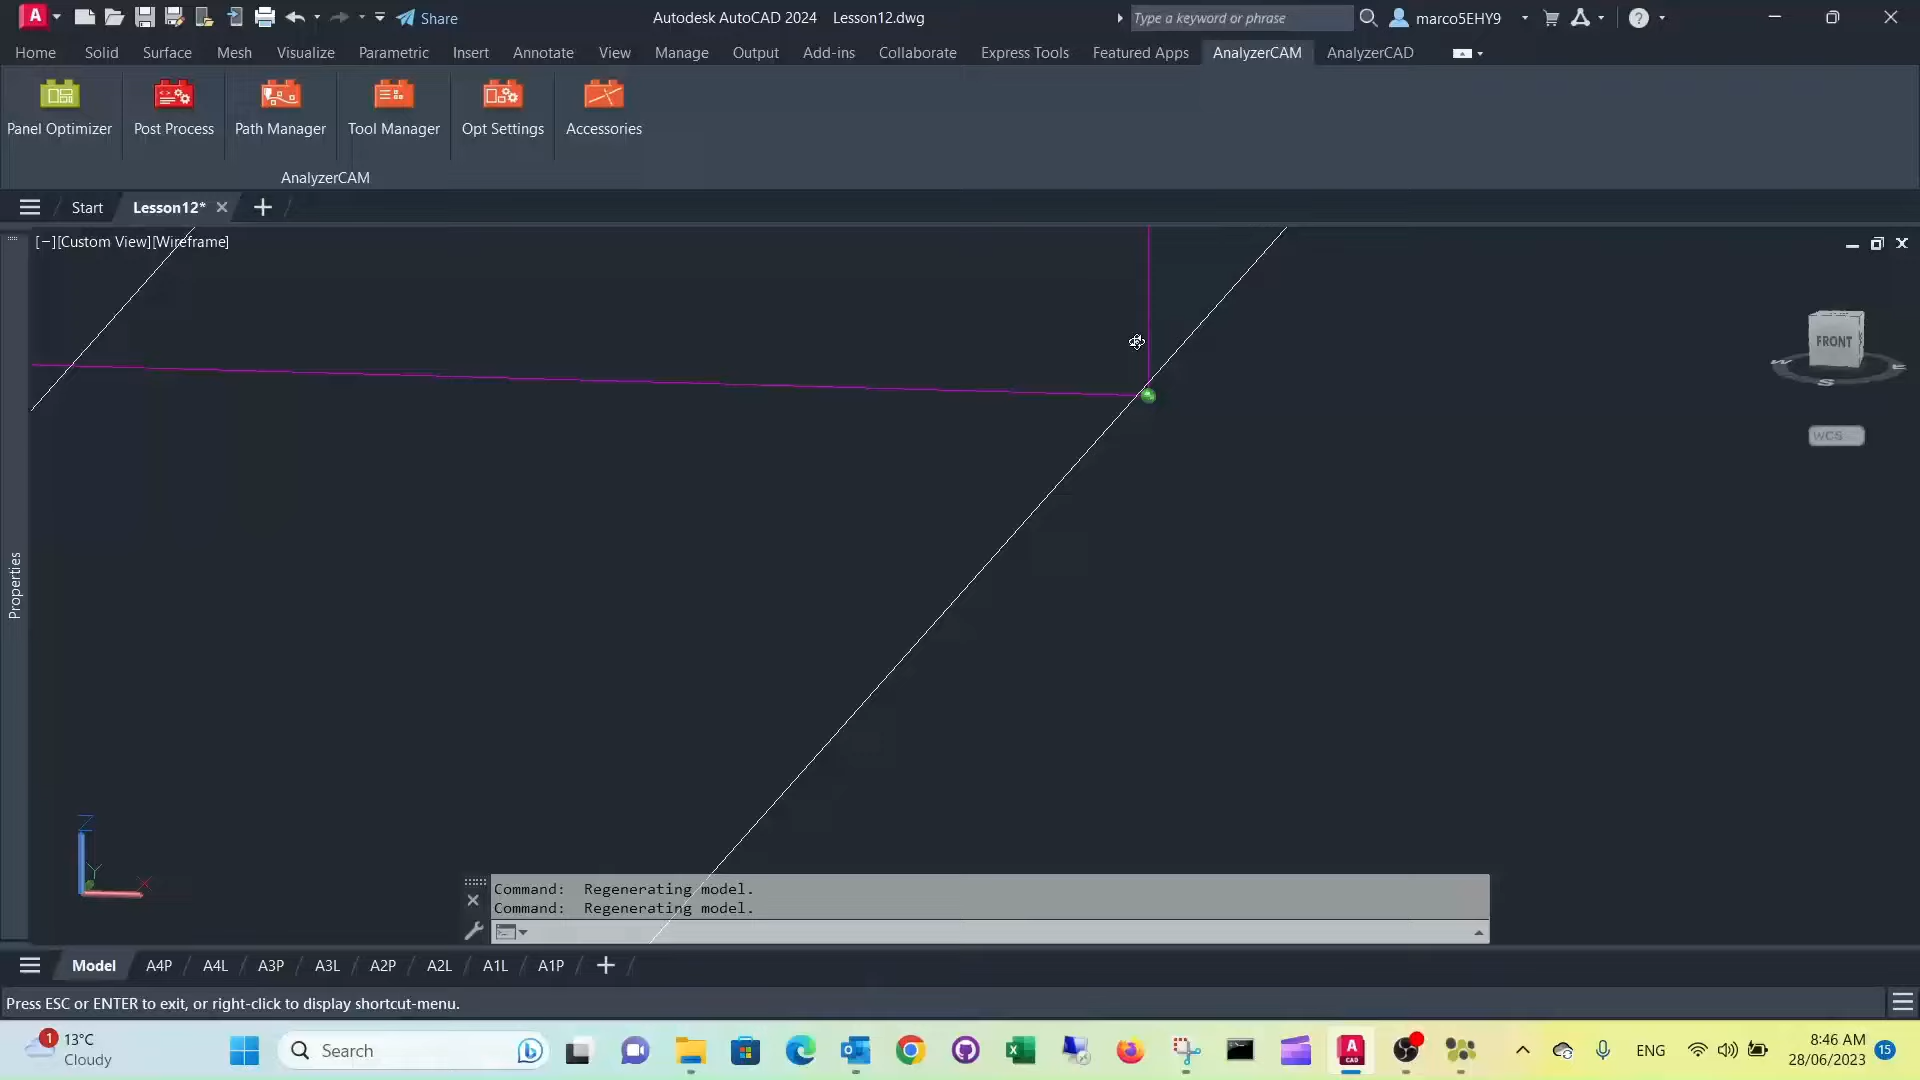 Share
Autodesk AutoCAD 2024 Lesson12.dwg
Type a keyword or phrase
marco5EHY9
Home Solid Surface Mesh Visualize Parametric Insert Annotate View Manage Output Add-ins Collaborate Express Tools Featured Apps AnalyzerCAM AnalyzerCAD
Panel Optimizer Post Process Path Manager Tool Manager Opt Settings Accessories
AnalyzerCAM
Start Lesson12*
[−][Custom View][Wireframe]
FRONT
W S E
WCS
Properties
Z
Y
X
Command: Regenerating model.
Command: Regenerating model.
Model A4P A4L A3P A3L A2P A2L A1L A1P
Press ESC or ENTER to exit, or right-click to display shortcut-menu.
1
13°C
Cloudy
Search
CAD
ENG
8:46 AM
28/06/2023
15